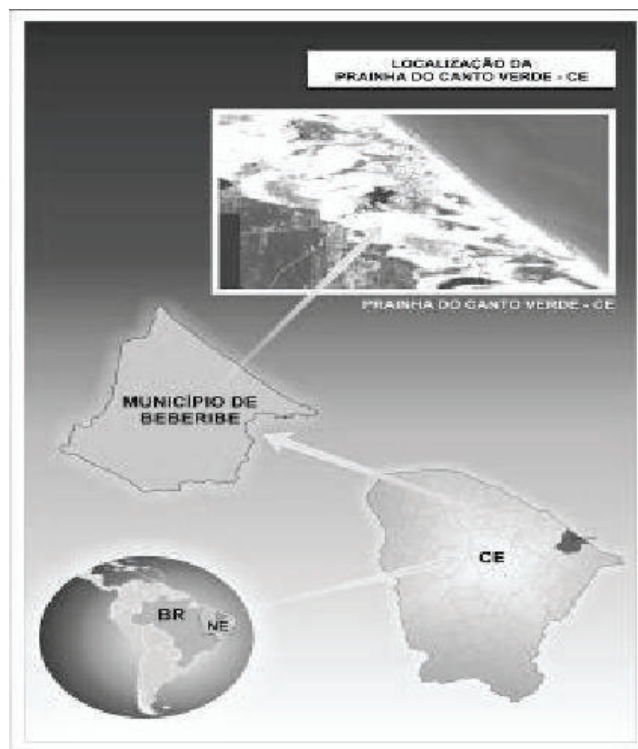 LOCALIZAÇÃO DA
PRAINHA DO CANTO VERDE - CE
PRAINHA DO CANTO VERDE - CE
MUNICÍPIO DE
BEBERIBE
CE
BR
NE